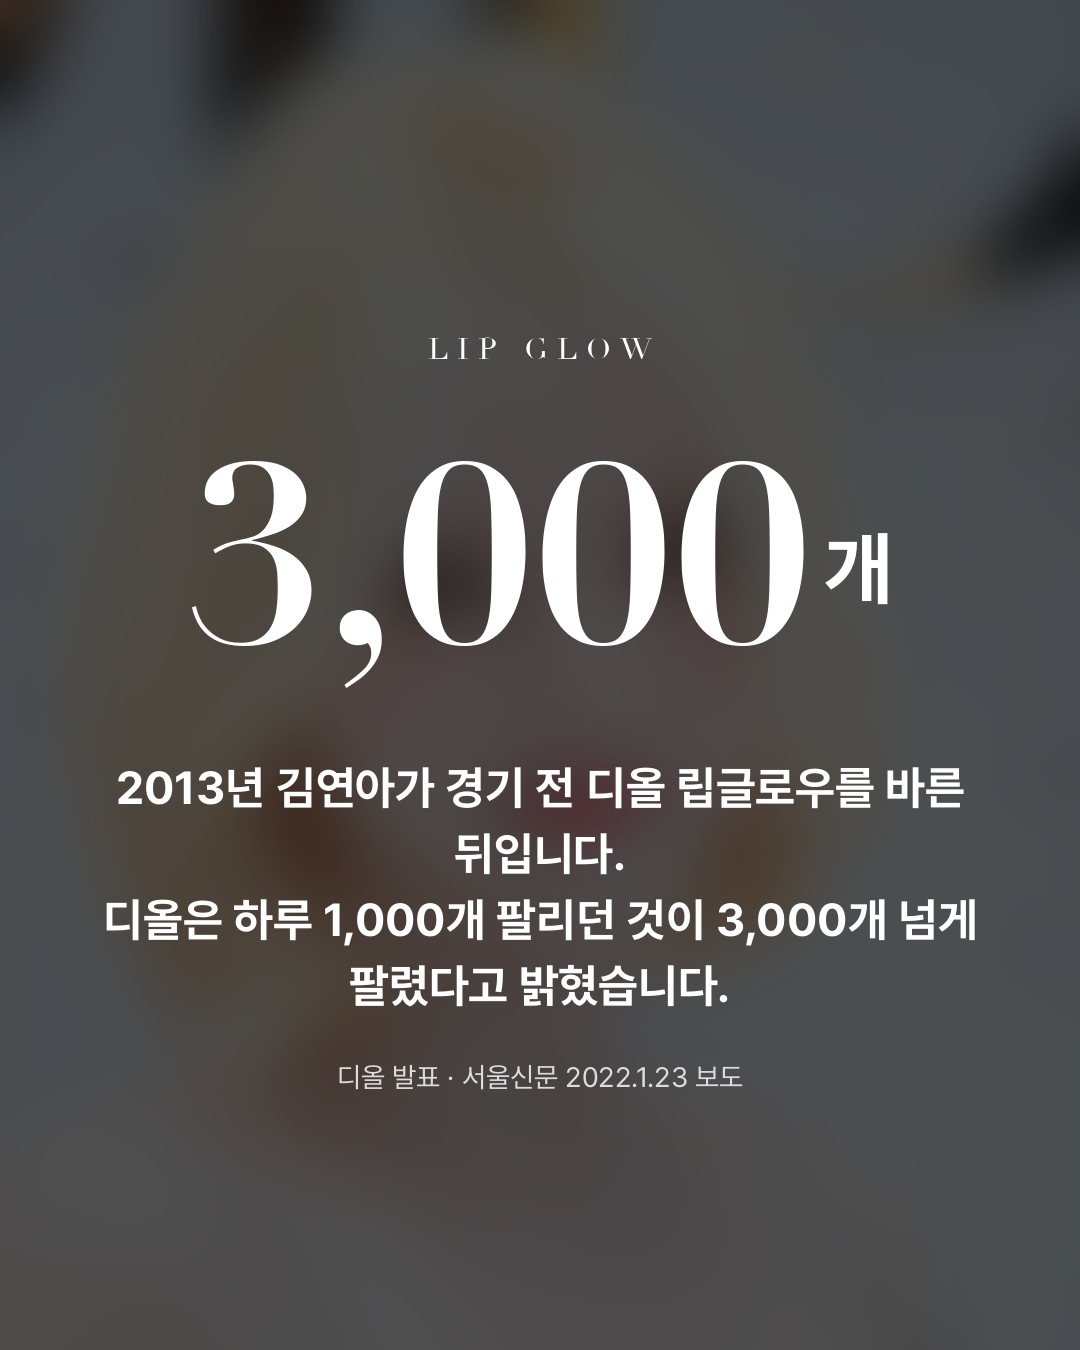 LIP GLOW
3,000개
2013년 김연아가 경기 전 디올 립글로우를 바른
뒤입니다.
디올은 하루 1,000개 팔리던 것이 3,000개 넘게
팔렸다고 밝혔습니다.
디올 발표 · 서울신문 2022.1.23 보도